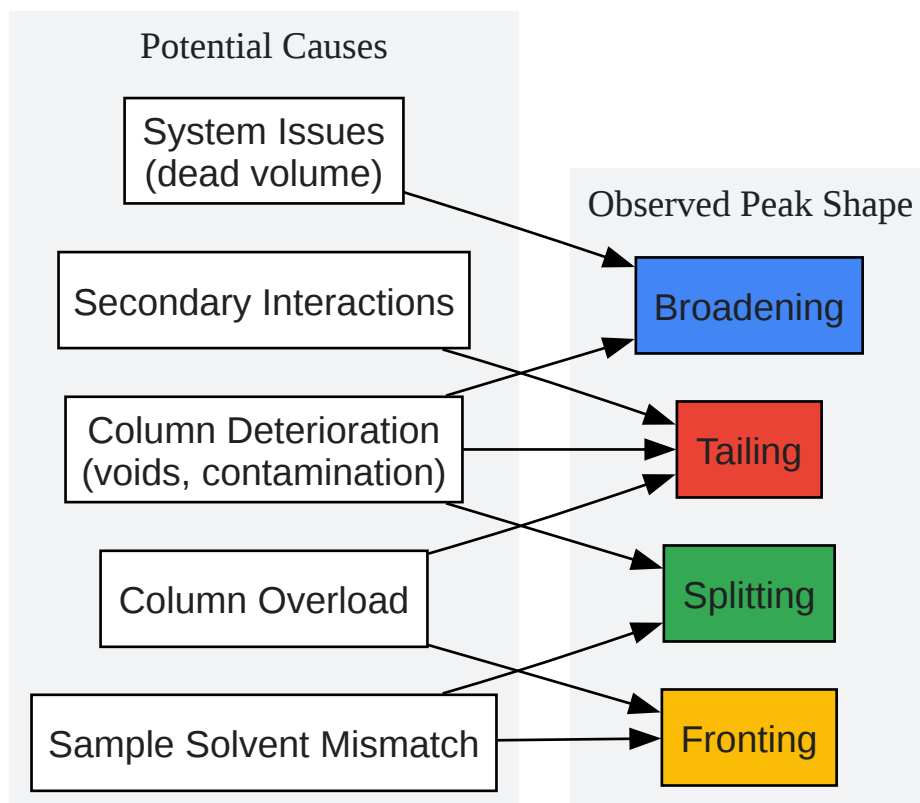 Potential Causes
System Issues
(dead volume)
Secondary Interactions
Column Deterioration
(voids, contamination)
Column Overload
Sample Solvent Mismatch
Observed Peak Shape
Broadening
Tailing
Splitting
Fronting